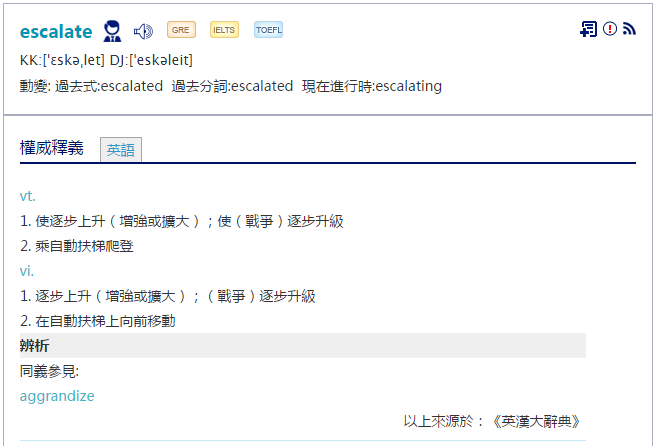 escalate GRE IELTS TOEFL
KK:[ˈɛskəˌlet] DJ:[ˈeskəleit]
動變: 過去式:escalated 過去分詞:escalated 現在進行時:escalating
權威釋義 英語
vt.
1. 使逐步上升（增強或擴大）；使（戰爭）逐步升級
2. 乘自動扶梯爬登
vi.
1. 逐步上升（增強或擴大）；（戰爭）逐步升級
2. 在自動扶梯上向前移動
辨析
同義參見:
aggrandize
以上來源於：《英漢大辭典》